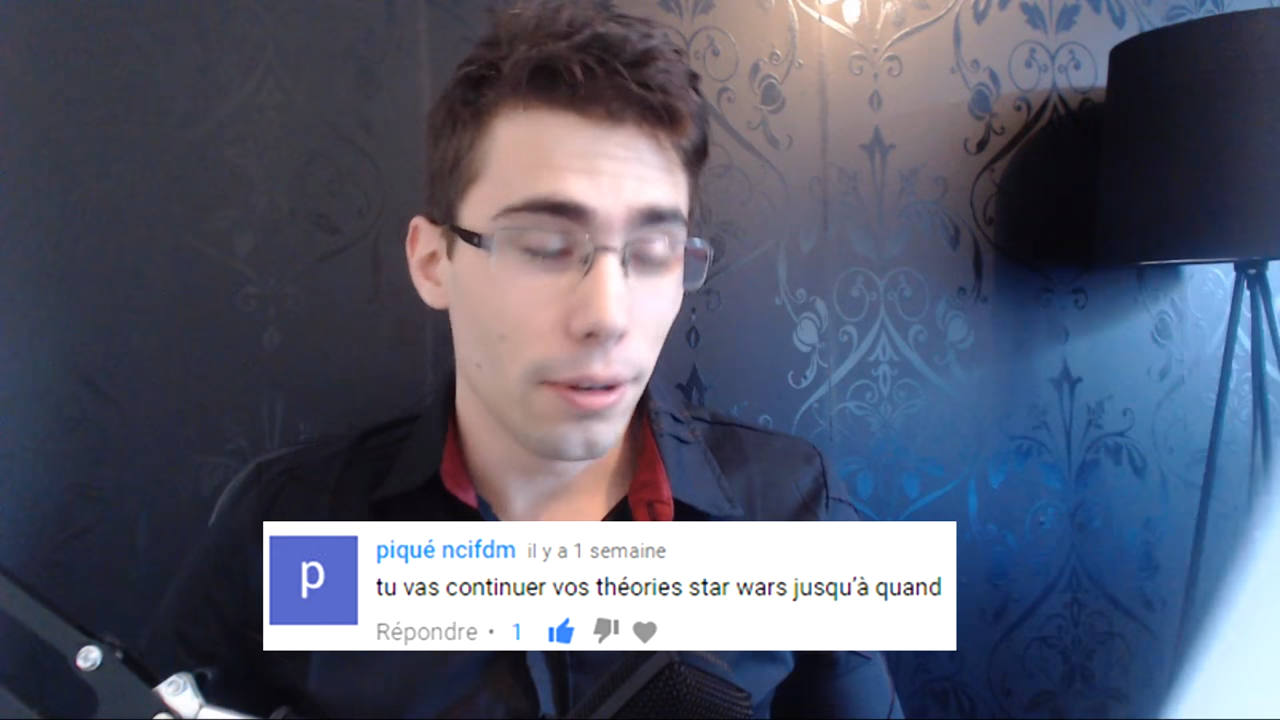 p
piqué ncifdm il y a 1 semaine
tu vas continuer vos théories star wars jusqu'à quand
Répondre • 1